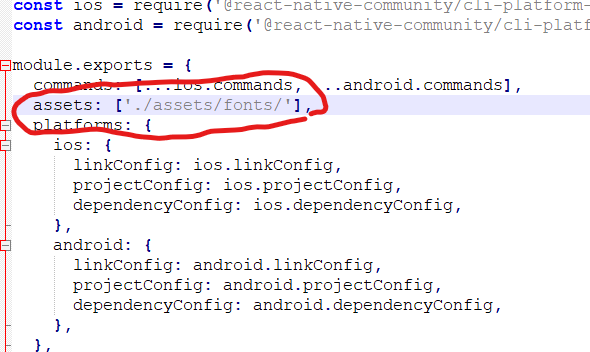 const ios = require('@react-native-community/cli-platform-
const android = require('@react-native-community/cli-platf
module.exports = {
commands: [...ios.commands, ...android.commands],
assets: ['./assets/fonts/'],
platforms: {
ios: {
linkConfig: ios.linkConfig,
projectConfig: ios.projectConfig,
dependencyConfig: ios.dependencyConfig,
},
android: {
linkConfig: android.linkConfig,
projectConfig: android.projectConfig,
dependencyConfig: android.dependencyConfig,
},
},